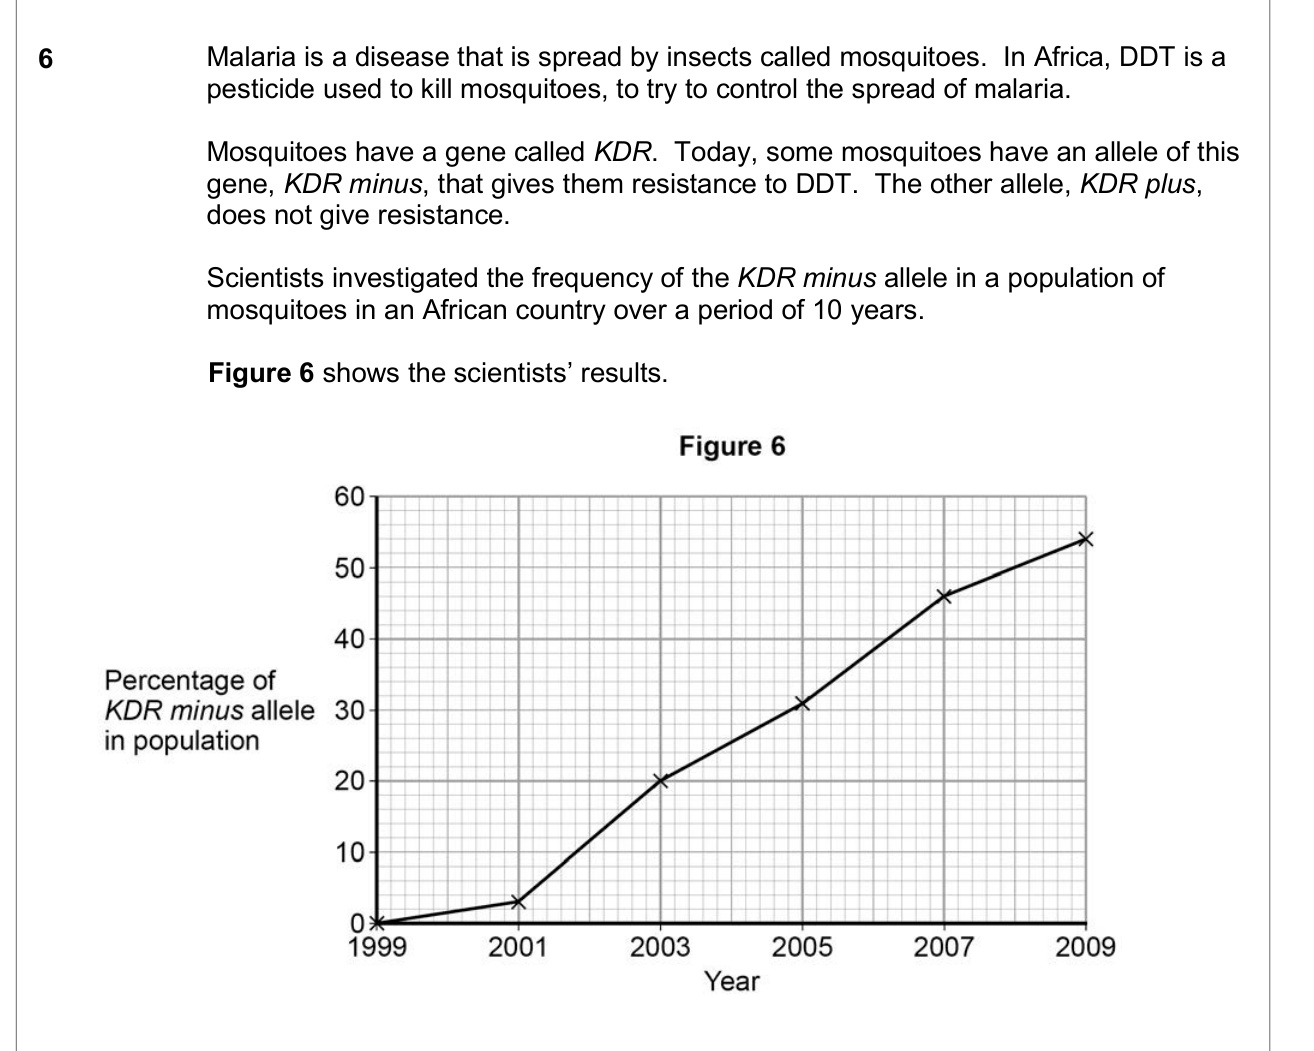 6
Malaria is a disease that is spread by insects called mosquitoes.  In Africa, DDT is a
pesticide used to kill mosquitoes, to try to control the spread of malaria.
Mosquitoes have a gene called KDR.  Today, some mosquitoes have an allele of this
gene, KDR minus, that gives them resistance to DDT.  The other allele, KDR plus,
does not give resistance.
Scientists investigated the frequency of the KDR minus allele in a population of
mosquitoes in an African country over a period of 10 years.
Figure 6 shows the scientists’ results.
Figure 6
60
50
40
Percentage of
KDR minus allele
in population
30
20
10
0
1999 2001 2003 2005 2007 2009
Year